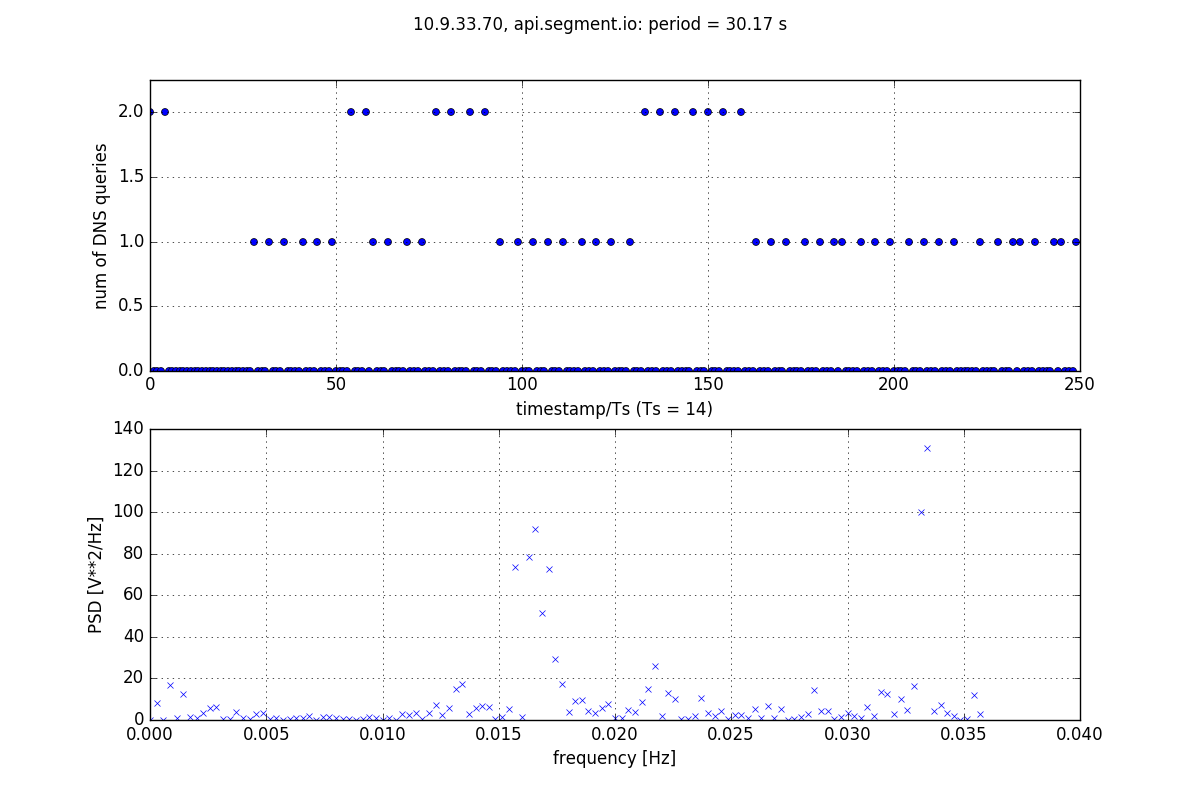 10.9.33.70, api.segment.io: period = 30.17 s
num of DNS queries
2.0
1.5
1.0
0.5
0.0
0 50 100 150 200 250
timestamp/Ts (Ts = 14)
PSD [V**2/Hz]
140
120
100
80
60
40
20
0
0.000 0.005 0.010 0.015 0.020 0.025 0.030 0.035 0.040
frequency [Hz]